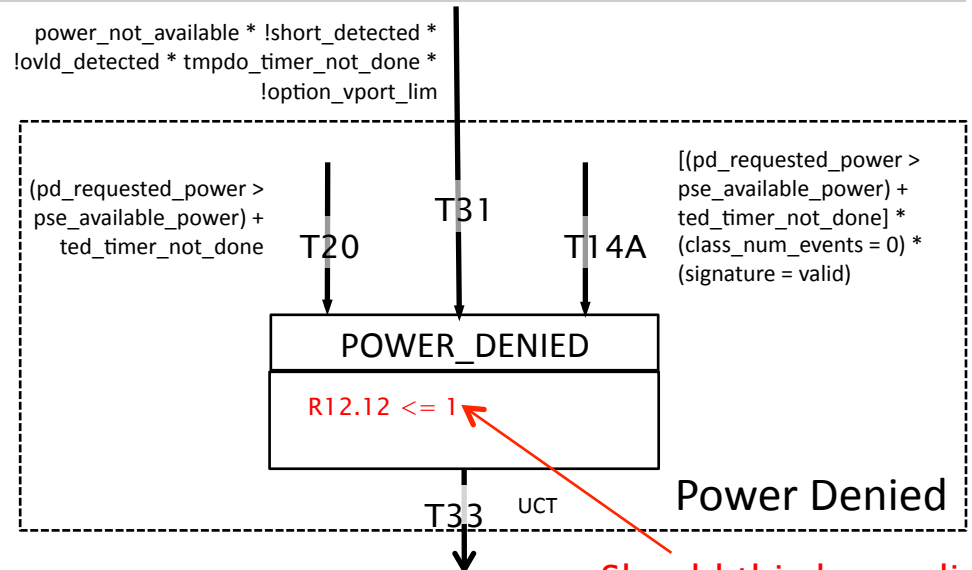 power_not_available * !short_detected *
!ovld_detected * tmpdo_timer_not_done *
!option_vport_lim
(pd_requested_power >
pse_available_power) +
ted_timer_not_done
T20
T31
T14A
[(pd_requested_power >
pse_available_power) +
ted_timer_not_done] *
(class_num_events = 0) *
(signature = valid)
POWER_DENIED
R12.12 <= 1
T33
UCT
Power Denied